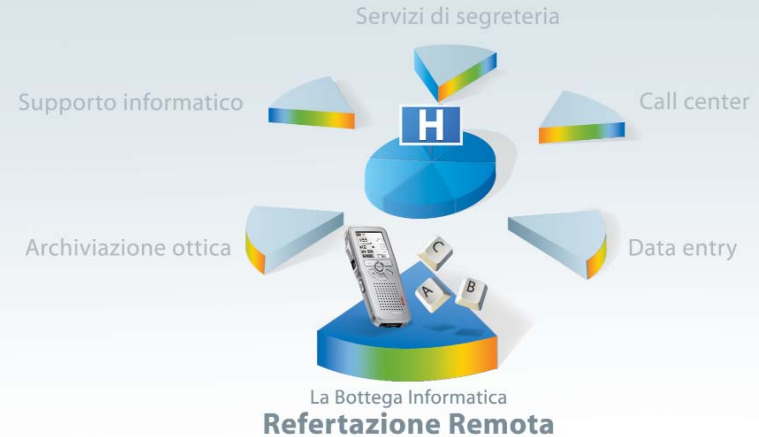 Servizi di segreteria
Supporto informatico
Call center
H
Archiviazione ottica
Data entry
C
A
B
La Bottega Informatica
Refertazione Remota